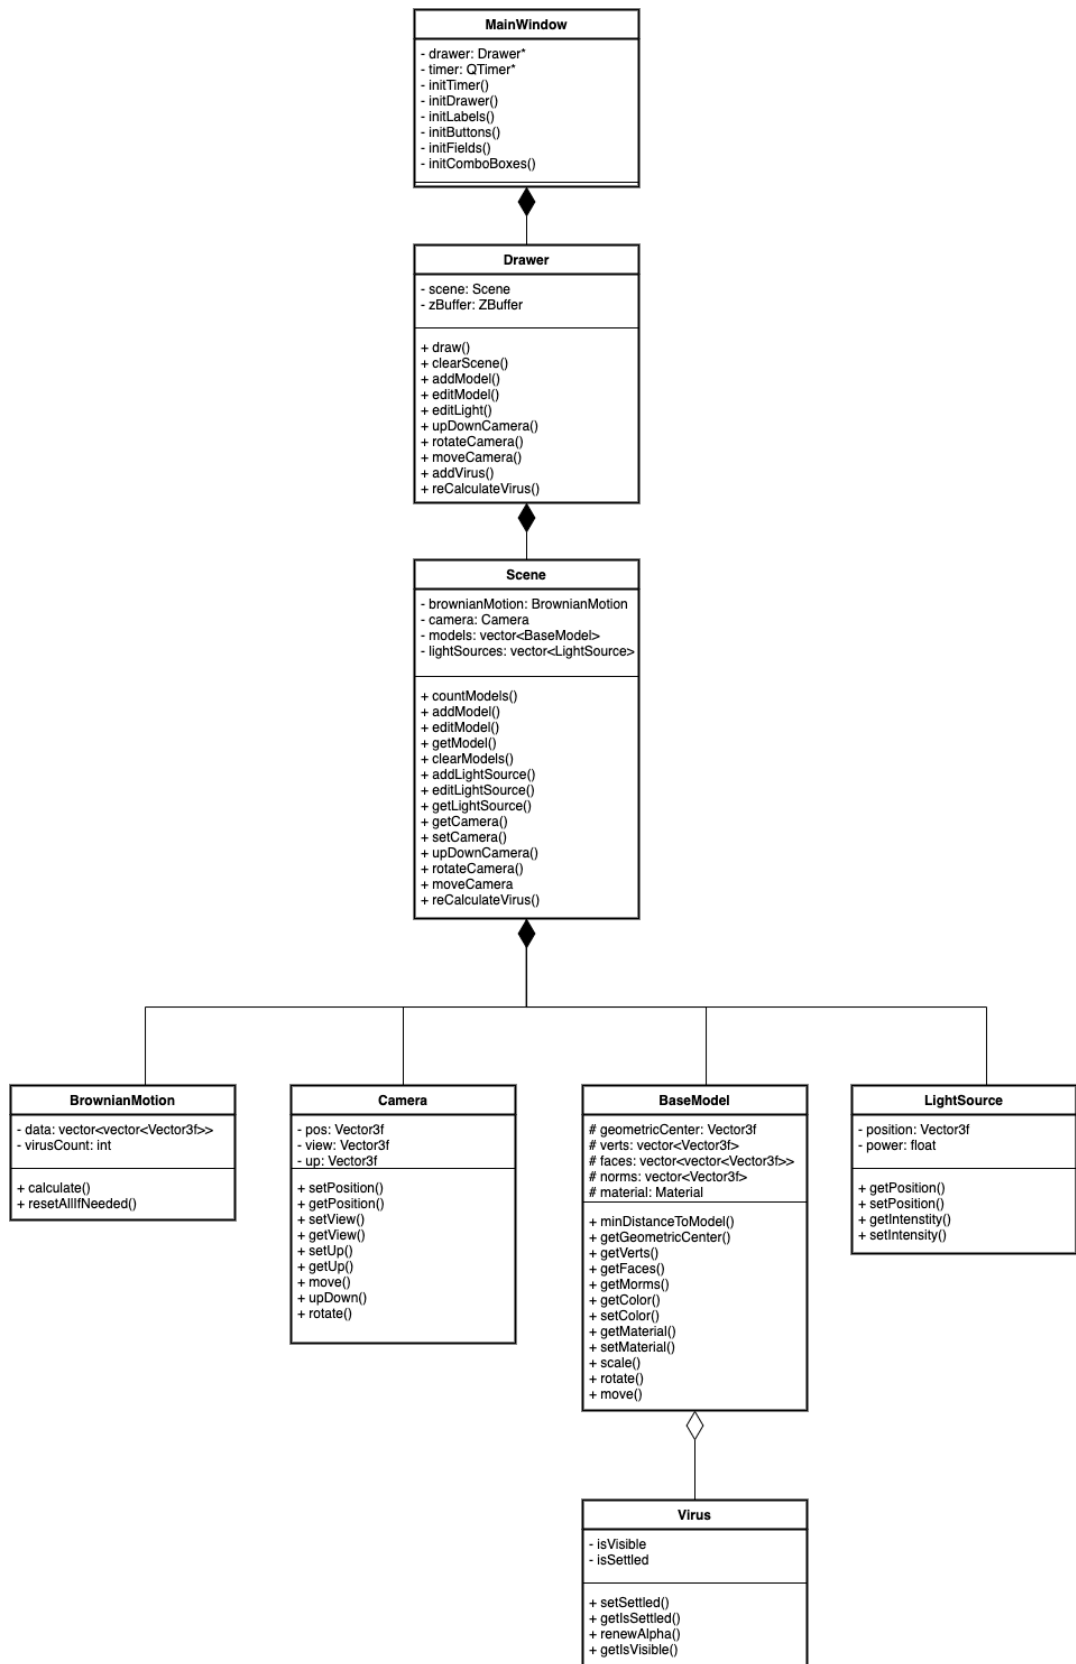 MainWindow
- drawer: Drawer*
- timer: QTimer*
- initTimer()
- initDrawer()
- initLabels()
- initButtons()
- initFields()
- initComboBoxes()
Drawer
- scene: Scene
- zBuffer: ZBuffer
+ draw()
+ clearScene()
+ addModel()
+ editModel()
+ editLight()
+ upDownCamera()
+ rotateCamera()
+ moveCamera()
+ addVirus()
+ reCalculateVirus()
Scene
- brownianMotion: BrownianMotion
- camera: Camera
- models: vector<BaseModel>
- lightSources: vector<LightSource>
+ countModels()
+ addModel()
+ editModel()
+ getModel()
+ clearModels()
+ addLightSource()
+ editLightSource()
+ getLightSource()
+ getCamera()
+ setCamera()
+ upDownCamera()
+ rotateCamera()
+ moveCamera
+ reCalculateVirus()
BrownianMotion
- data: vector<vector<Vector3f>>
- virusCount: int
+ calculate()
+ resetAllIfNeeded()
Camera
- pos: Vector3f
- view: Vector3f
- up: Vector3f
+ setPosition()
+ getPosition()
+ setView()
+ getView()
+ setUp()
+ getUp()
+ move()
+ upDown()
+ rotate()
BaseModel
# geometricCenter: Vector3f
# verts: vector<Vector3f>
# faces: vector<vector<Vector3f>>
# norms: vector<Vector3f>
# material: Material
+ minDistanceToModel()
+ getGeometricCenter()
+ getVerts()
+ getFaces()
+ getMorms()
+ getColor()
+ setColor()
+ getMaterial()
+ setMaterial()
+ scale()
+ rotate()
+ move()
LightSource
- position: Vector3f
- power: float
+ getPosition()
+ setPosition()
+ getIntenstity()
+ setIntensity()
Virus
- isVisible
- isSettled
+ setSettled()
+ getIsSettled()
+ renewAlpha()
+ getIsVisible()